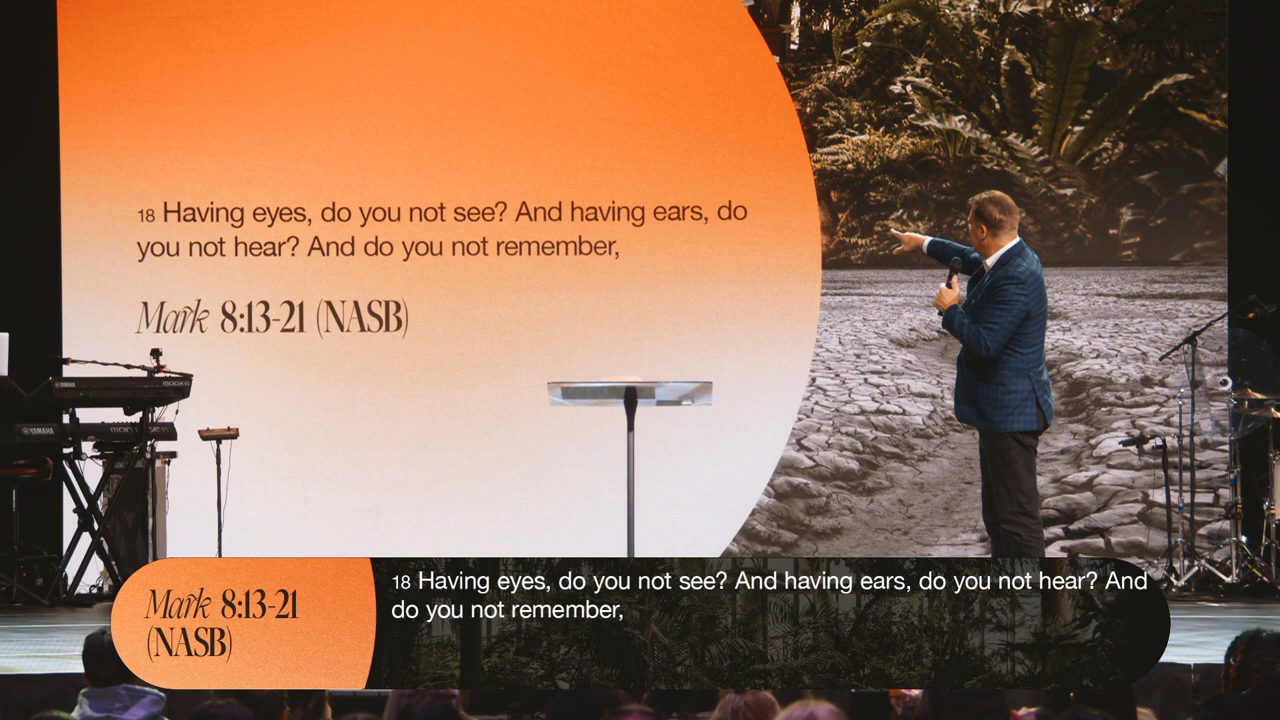 18 Having eyes, do you not see? And having ears, do
you not hear? And do you not remember,
Mark 8:13-21 (NASB)
YAMAHA
YAMAHA
Mark 8:13-21
(NASB)
18 Having eyes, do you not see? And having ears, do you not hear? And
do you not remember,